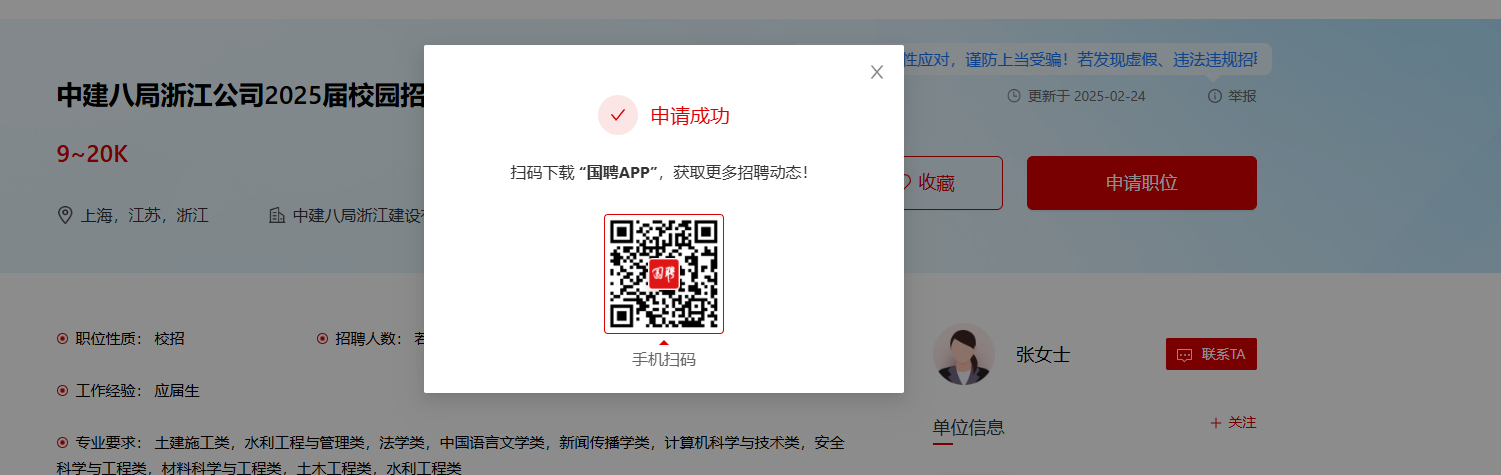 性应对，谨防上当受骗！若发现虚假、违法违规招聘
中建八局浙江公司2025届校园招
更新于 2025-02-24
举报
申请成功
9~20K
扫码下载 “国聘APP”，获取更多招聘动态！
收藏
申请职位
上海，江苏，浙江
中建八局浙江建设
国聘
手机扫码
职位性质： 校招
招聘人数：
张女士
联系TA
工作经验： 应届生
单位信息
+ 关注
专业要求： 土建施工类，水利工程与管理类，法学类，中国语言文学类，新闻传播学类，计算机科学与技术类，安全
科学与工程类，材料科学与工程类，土木工程类，水利工程类